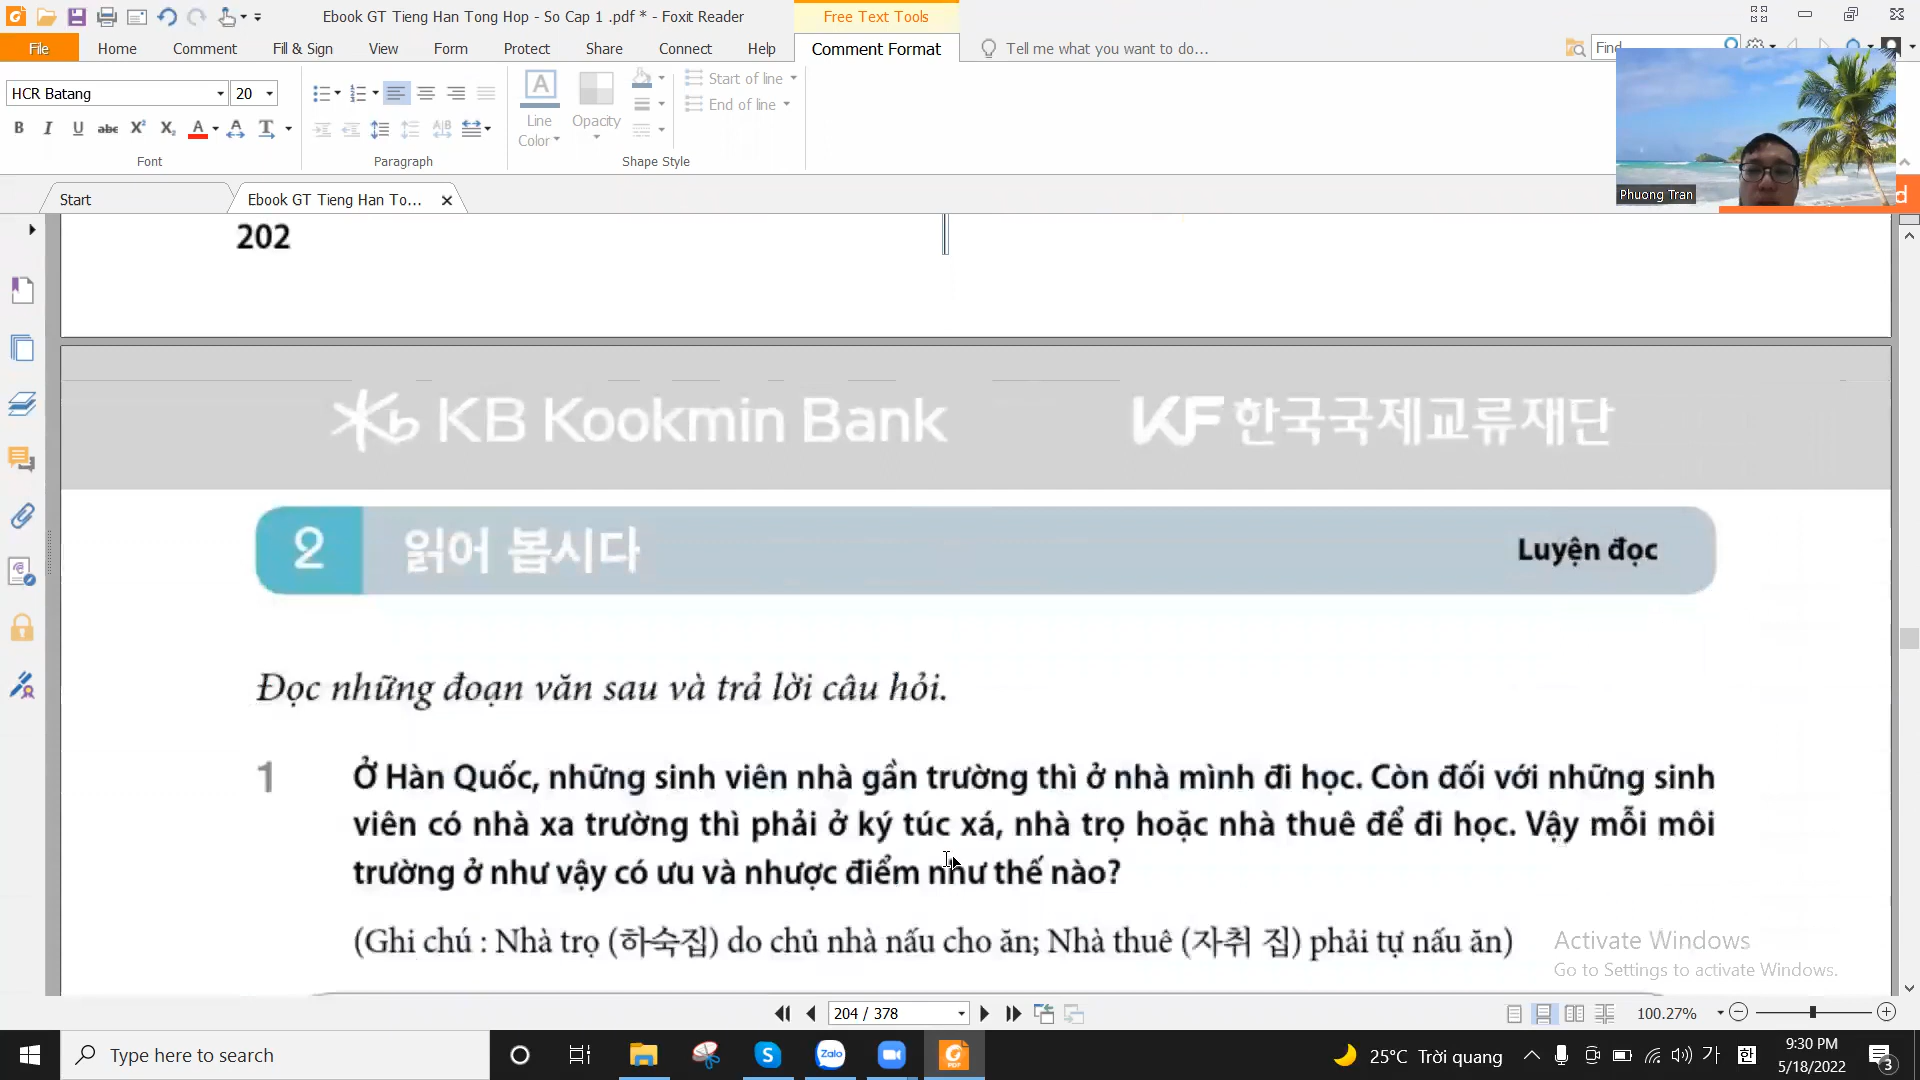 Ebook GT Tieng Han Tong Hop - So Cap 1 .pdf * - Foxit Reader
Free Text Tools
File Home Comment Fill & Sign View Form Protect Share Connect Help Comment Format Tell me what you want to do... Find
HCR Batang 20
Start of line
End of line
Line Color
Opacity
Font Paragraph Shape Style
Phuong Tran
Start Ebook GT Tieng Han To...
202
KB Kookmin Bank KF 한국국제교류재단
2 읽어 봅시다 Luyện đọc
Đọc những đoạn văn sau và trả lời câu hỏi.
1 Ở Hàn Quốc, những sinh viên nhà gần trường thì ở nhà mình đi học. Còn đối với những sinh
viên có nhà xa trường thì phải ở ký túc xá, nhà trọ hoặc nhà thuê để đi học. Vậy mỗi môi
trường ở như vậy có ưu và nhược điểm như thế nào?
(Ghi chú : Nhà trọ (하숙집) do chủ nhà nấu cho ăn; Nhà thuê (자취 집) phải tự nấu ăn)
Activate Windows
Go to Settings to activate Windows.
204 / 378
100.27%
Type here to search
Zalo
25°C Trời quang
가 한
9:30 PM
5/18/2022
3